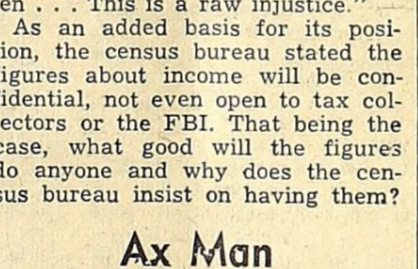 en . . . This is a raw injustice."
As an added basis for its posi-
ion, the census bureau stated the
igures about income will be con-
idential, not even open to tax col-
ectors or the FBI. That being the
case, what good will the figures
do anyone and why does the cen-
sus bureau insist on having them?
Ax Man